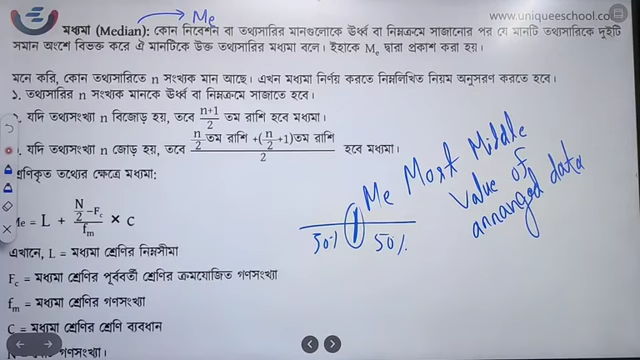 www.uniqueeschool.co
Me
মধ্যমা (Median): কোন নিবেশন বা তথ্যসারির মানগুলোকে ঊর্ধ্ব বা নিম্নক্রমে সাজানোর পর যে মানটি তথ্যসারিকে দুইটি
সমান অংশে বিভক্ত করে ঐ মানটিকে উক্ত তথ্যসারির মধ্যমা বলে। ইহাকে Me দ্বারা প্রকাশ করা হয়।
মনে করি, কোন তথ্যসারিতে n সংখ্যক মান আছে। এখন মধ্যমা নির্ণয় করতে নিম্নলিখিত নিয়ম অনুসরণ করতে হবে।
১. তথ্যসারির n সংখ্যক মানকে ঊর্ধ্ব বা নিম্নক্রমে সাজাতে হবে।
যদি তথ্যসংখ্যা n বিজোড় হয়, তবে (n+1)/2 তম রাশি হবে মধ্যমা।
যদি তথ্যসংখ্যা n জোড় হয়, তবে (n/2 তম রাশি +(n/2+1)তম রাশি)/2 হবে মধ্যমা।
শ্রেণিকৃত তথ্যের ক্ষেত্রে মধ্যমা:
Me = L + (N/2 – Fc)/fm × C
এখানে, L = মধ্যমা শ্রেণির নিম্নসীমা
Fc = মধ্যমা শ্রেণির পূর্ববর্তী শ্রেণির ক্রমযোজিত গণসংখ্যা
fm = মধ্যমা শ্রেণির গণসংখ্যা
C = মধ্যমা শ্রেণির শ্রেণি ব্যবধান
গণসংখ্যা।
Me Most Middle
Value of
arranged data
50% 50%